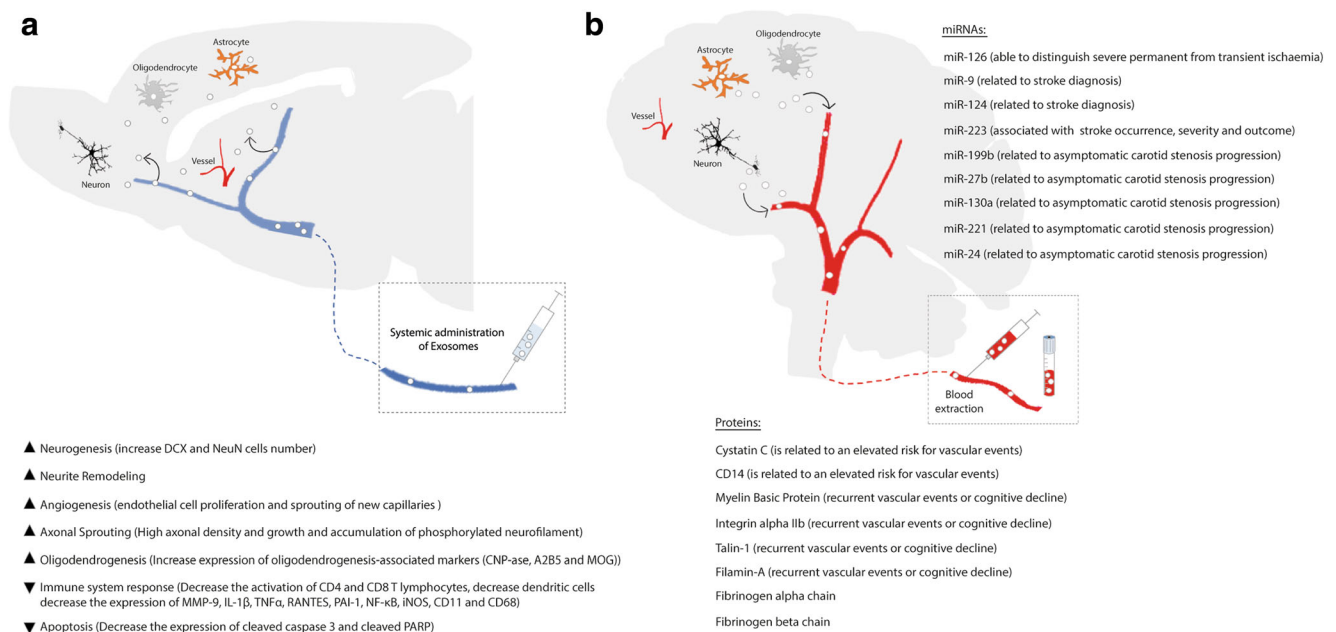 a
Astrocyte
Oligodendrocyte
Neuron
Vessel
Systemic administration
of Exosomes
▲ Neurogenesis (increase DCX and NeuN cells number)
▲ Neurite Remodeling
▲ Angiogenesis (endothelial cell proliferation and sprouting of new capillaries )
▲ Axonal Sprouting (High axonal density and growth and accumulation of phosphorylated neurofilament)
▲ Oligodendrogenesis (Increase expression of oligodendrogenesis-associated markers (CNP-ase, A2B5 and MOG))
▼ Immune system response (Decrease the activation of CD4 and CD8 T lymphocytes, decrease dendritic cells
decrease the expression of MMP-9, IL-1β, TNFα, RANTES, PAI-1, NF-κB, iNOS, CD11 and CD68)
▼ Apoptosis (Decrease the expression of cleaved caspase 3 and cleaved PARP)
b
Oligodendrocyte
Astrocyte
Vessel
Neuron
Blood
extraction
miRNAs:
miR-126 (able to distinguish severe permanent from transient ischaemia)
miR-9 (related to stroke diagnosis)
miR-124 (related to stroke diagnosis)
miR-223 (associated with stroke occurrence, severity and outcome)
miR-199b (related to asymptomatic carotid stenosis progression)
miR-27b (related to asymptomatic carotid stenosis progression)
miR-130a (related to asymptomatic carotid stenosis progression)
miR-221 (related to asymptomatic carotid stenosis progression)
miR-24 (related to asymptomatic carotid stenosis progression)
Proteins:
Cystatin C (is related to an elevated risk for vascular events)
CD14 (is related to an elevated risk for vascular events)
Myelin Basic Protein (recurrent vascular events or cognitive decline)
Integrin alpha IIb (recurrent vascular events or cognitive decline)
Talin-1 (recurrent vascular events or cognitive decline)
Filamin-A (recurrent vascular events or cognitive decline)
Fibrinogen alpha chain
Fibrinogen beta chain